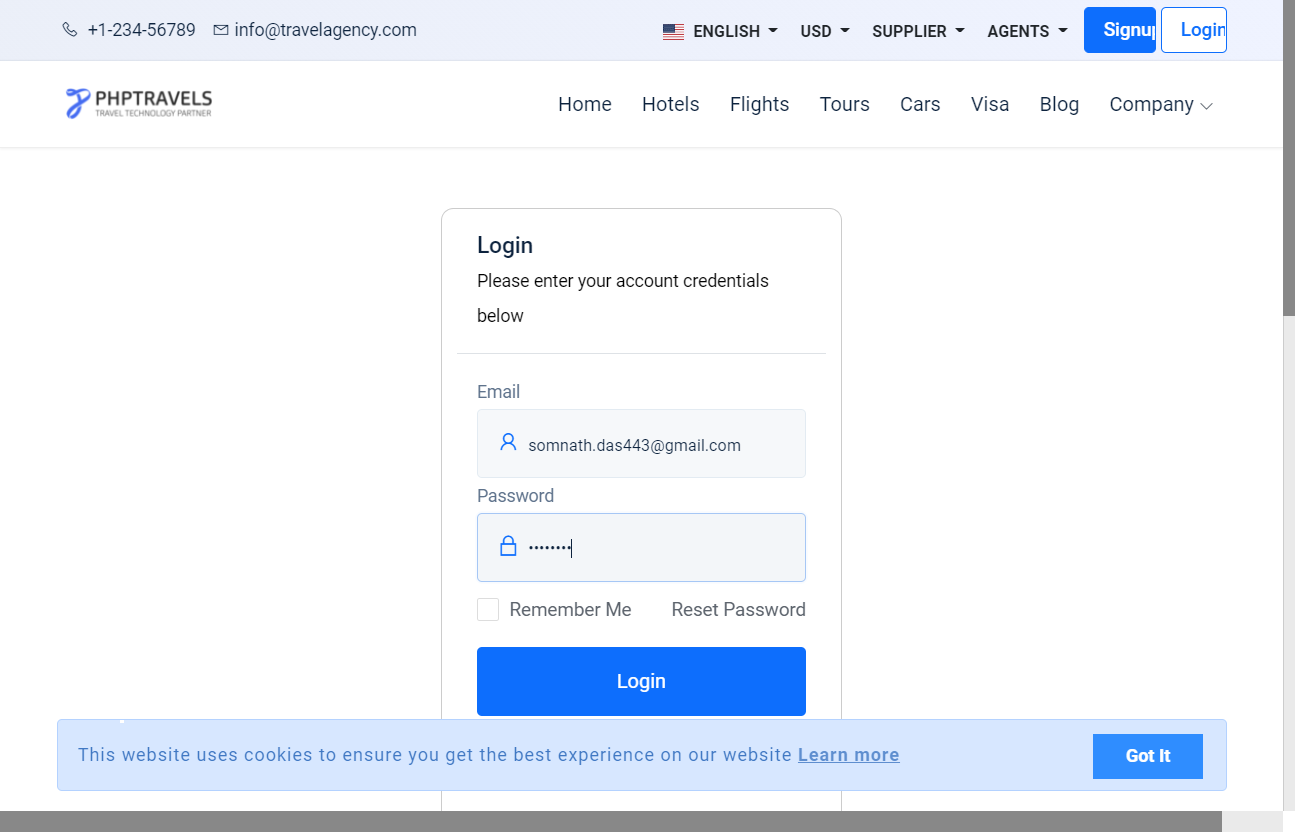 +1-234-56789 info@travelagency.com ENGLISH USD SUPPLIER AGENTS Signup Login
PHPTRAVELS
TRAVEL TECHNOLOGY PARTNER
Home Hotels Flights Tours Cars Visa Blog Company
Login
Please enter your account credentials
below
Email
somnath.das443@gmail.com
Password
••••••••
Remember Me Reset Password
Login
This website uses cookies to ensure you get the best experience on our website Learn more Got It